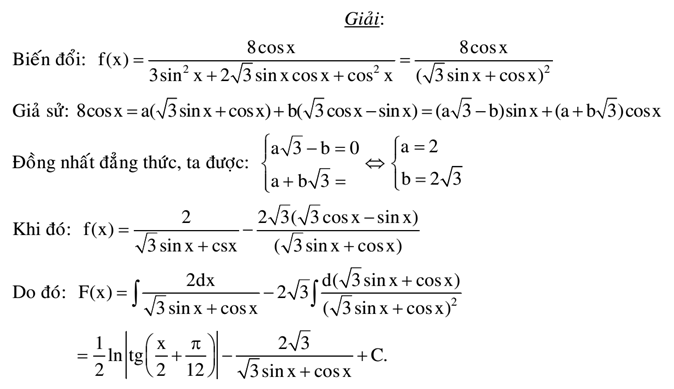 Giải:
Biến đổi: f(x) = 8cosx / (3sin² x + 2√3 sinx cosx + cos² x) = 8cosx / (√3 sinx + cosx)²
Giả sử: 8cosx = a(√3 sinx + cosx) + b(√3 cosx − sinx) = (a√3 − b)sinx + (a + b√3)cosx
Đồng nhất đẳng thức, ta được: { a√3 − b = 0 ; a + b√3 = ⇔ { a = 2 ; b = 2√3
Khi đó: f(x) = 2 / (√3 sinx + csx) − 2√3(√3 cosx − sinx) / (√3 sinx + cosx)
Do đó: F(x) = ∫ 2dx / (√3 sinx + cosx) − 2√3 ∫ d(√3 sinx + cosx) / (√3 sinx + cosx)²
= 1/2 ln|tg(x/2 + π/12)| − 2√3 / (√3 sinx + cosx) + C.